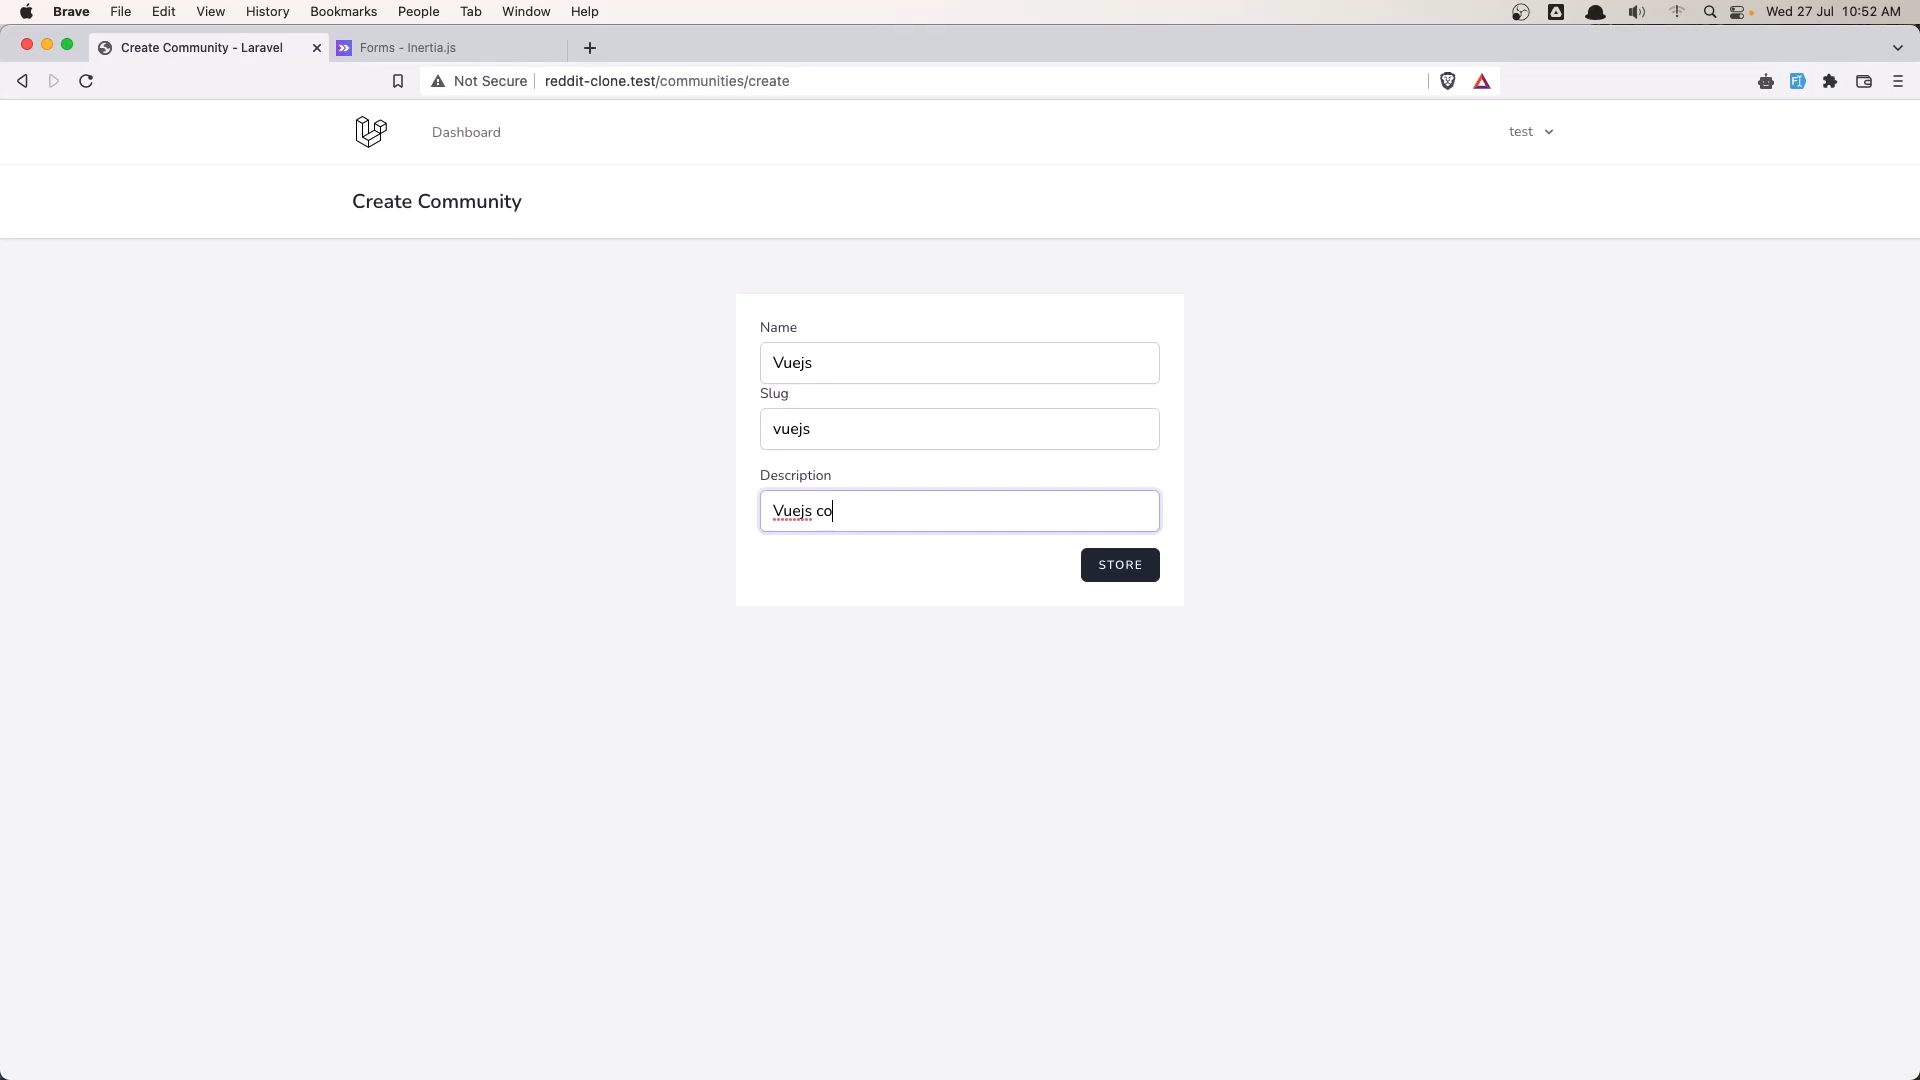 Brave File Edit View History Bookmarks People Tab Window Help Wed 27 Jul 10:52 AM
Create Community - Laravel Forms - Inertia.js
Not Secure reddit-clone.test/communities/create
Dashboard test
Create Community
Name
Vuejs
Slug
vuejs
Description
Vuejs co
STORE